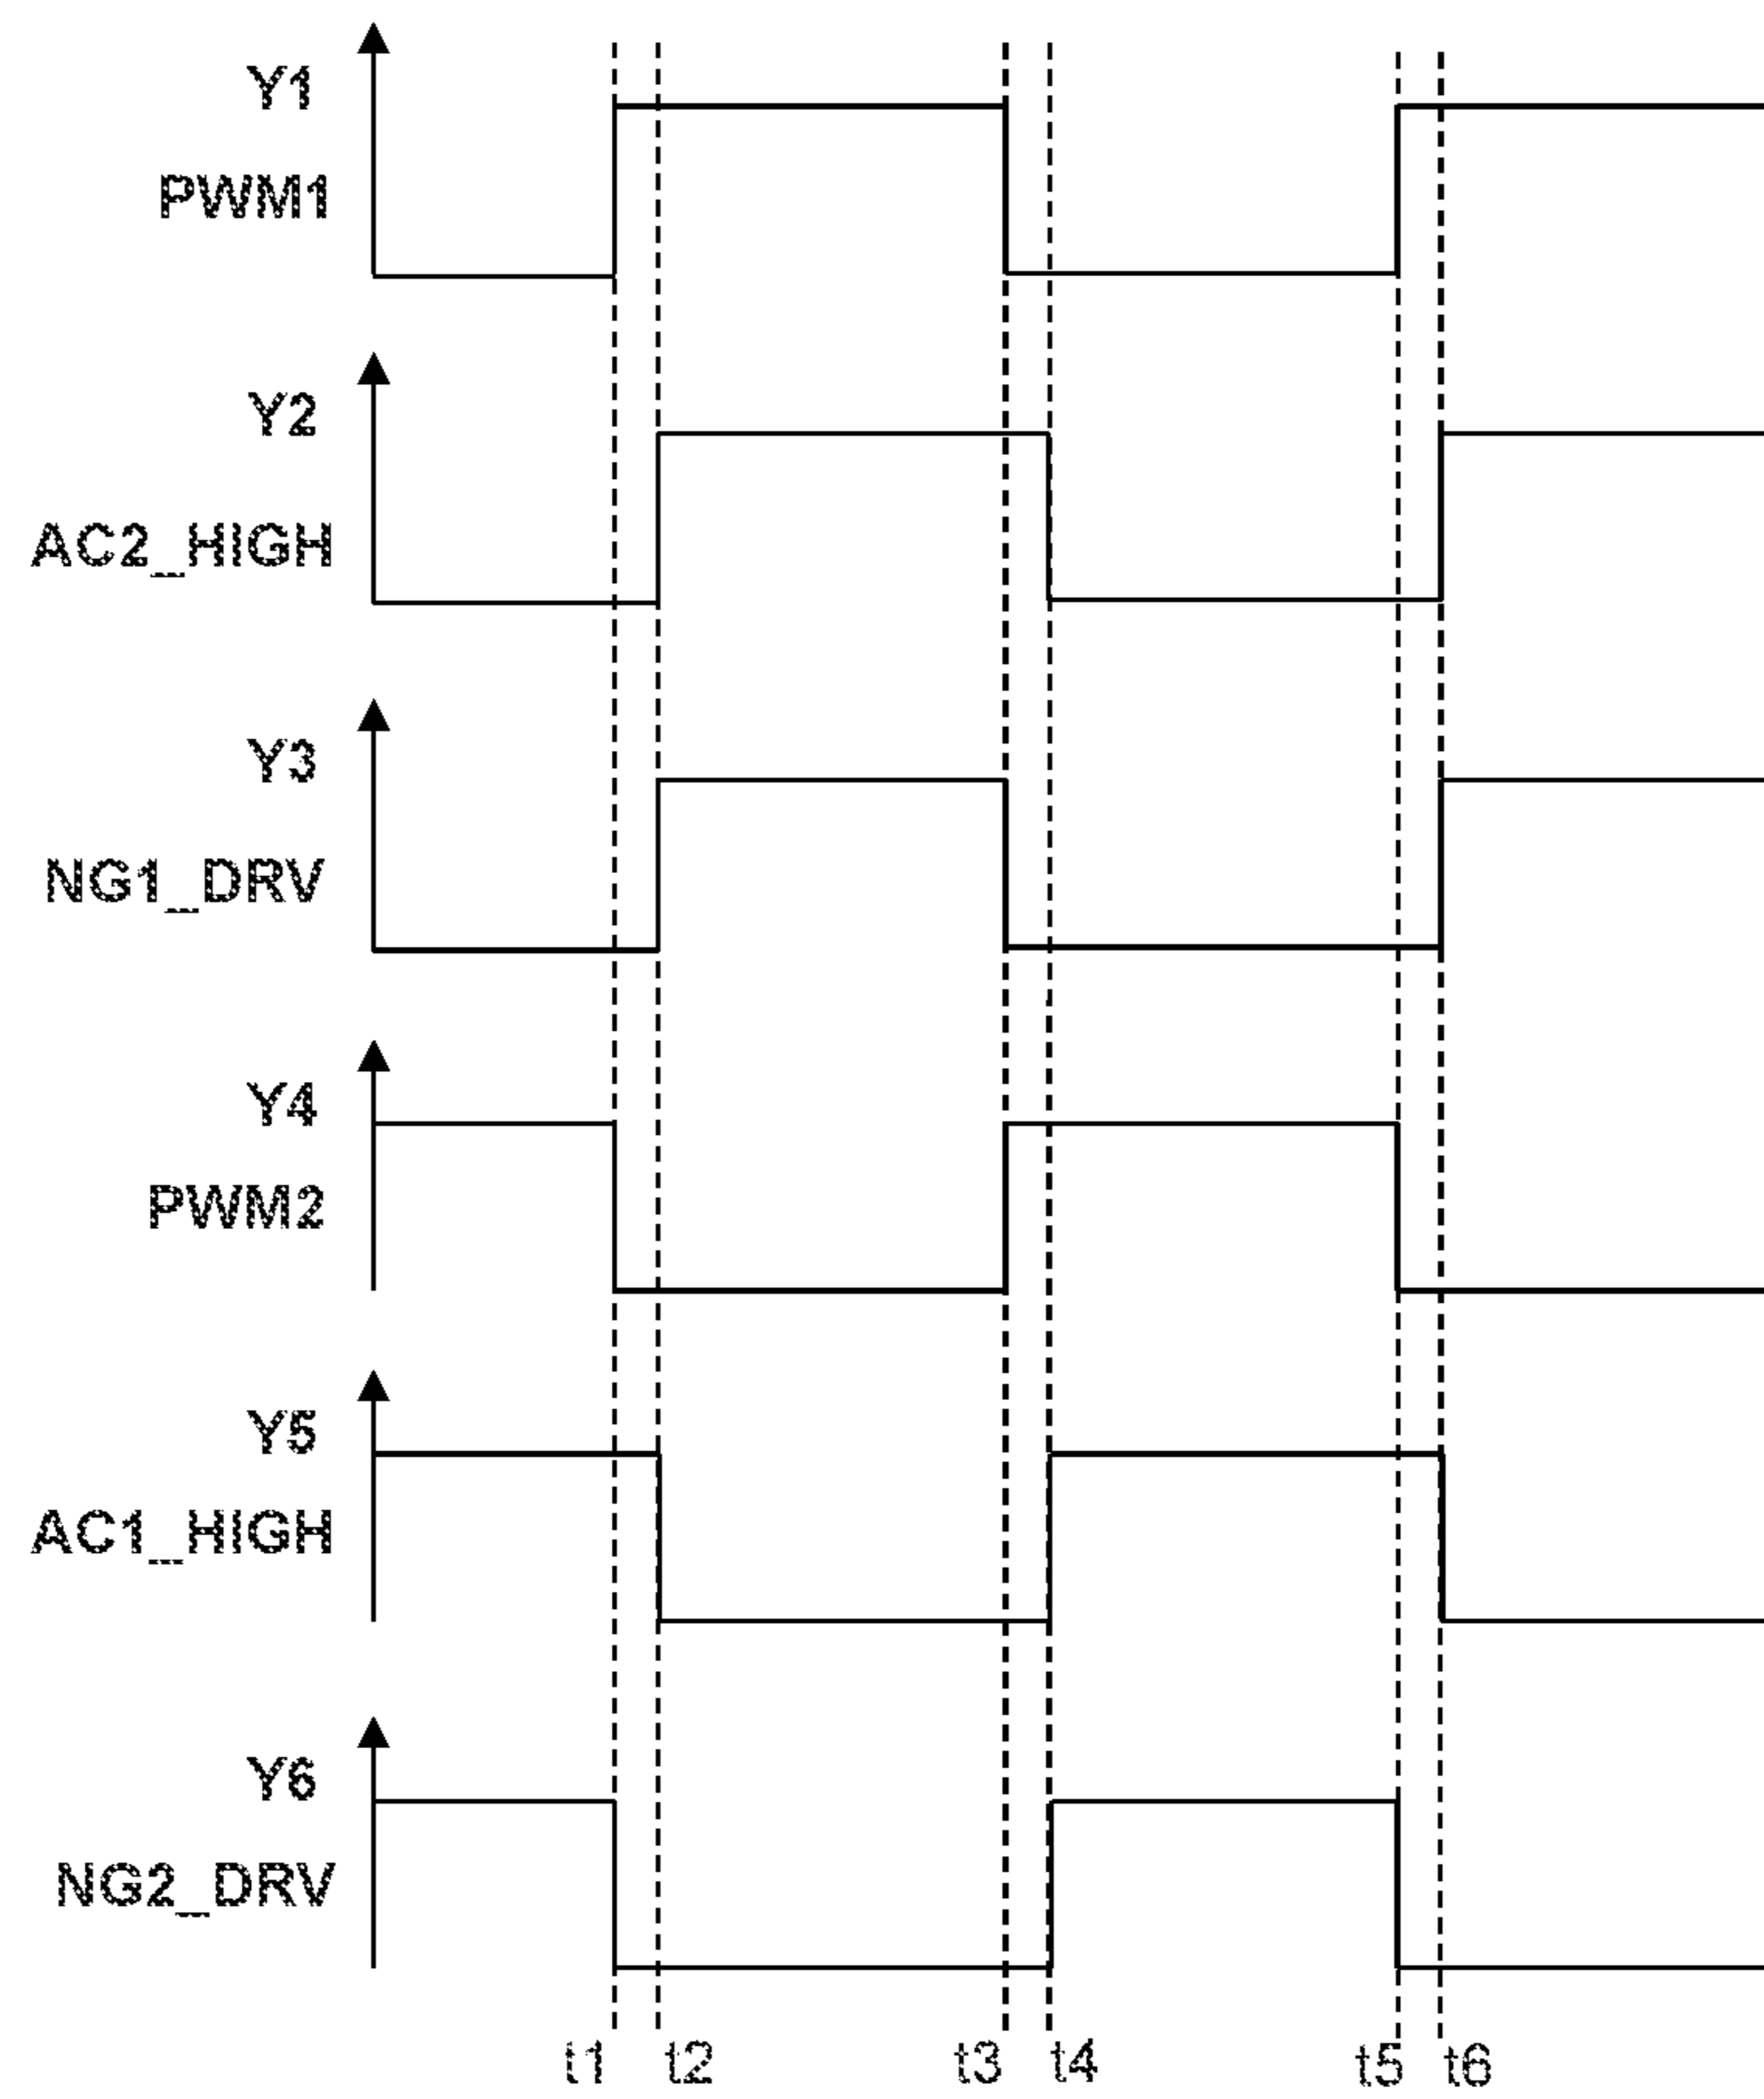 Y1
PWM1
Y2
AC2_HIGH
Y3
NG1_DRV
Y4
PWM2
Y5
AC1_HIGH
Y6
NG2_DRV
t1 t2 t3 t4 t5 t6